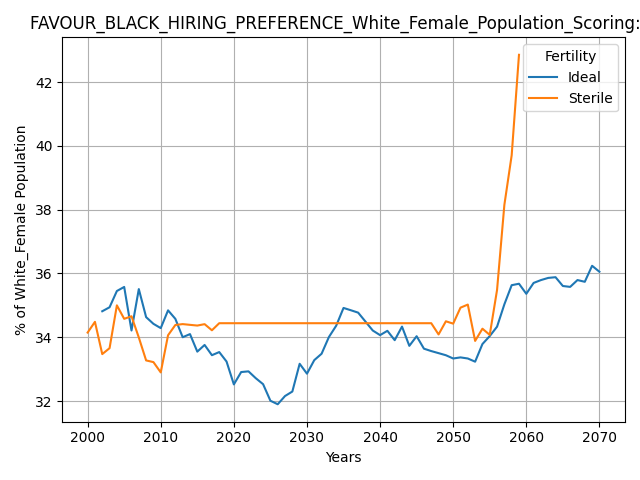 FAVOUR_BLACK_HIRING_PREFERENCE_White_Female_Population_Scoring:
% of White_Female Population
42
40
38
36
34
32
Fertility
Ideal
Sterile
2000 2010 2020 2030 2040 2050 2060 2070
Years